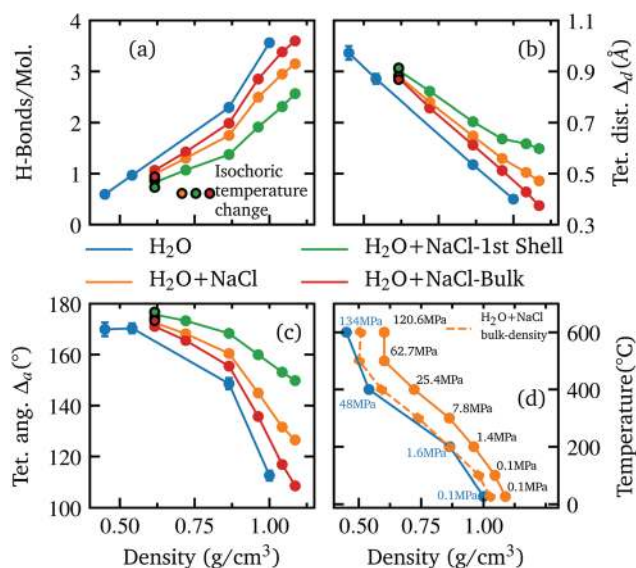 (a)
H-Bonds/Mol.
4
3
2
1
0
Isochoric
temperature
change
(b)
Tet. dist. Δd(Å)
1.1
0.9
0.7
0.5
0.3
H2O
H2O+NaCl
H2O+NaCl-1st Shell
H2O+NaCl-Bulk
(c)
Tet. ang. Δa(°)
180
160
140
120
100
0.50
0.75
1.00
Density (g/cm3)
(d)
H2O+NaCl
bulk-density
134MPa
120.6MPa
62.7MPa
25.4MPa
48MPa
7.8MPa
1.4MPa
1.6MPa
0.1MPa
0.1MPa
0.1MPa
Temperature(°C)
800
600
400
200
0
0.50
0.75
1.00
Density (g/cm3)